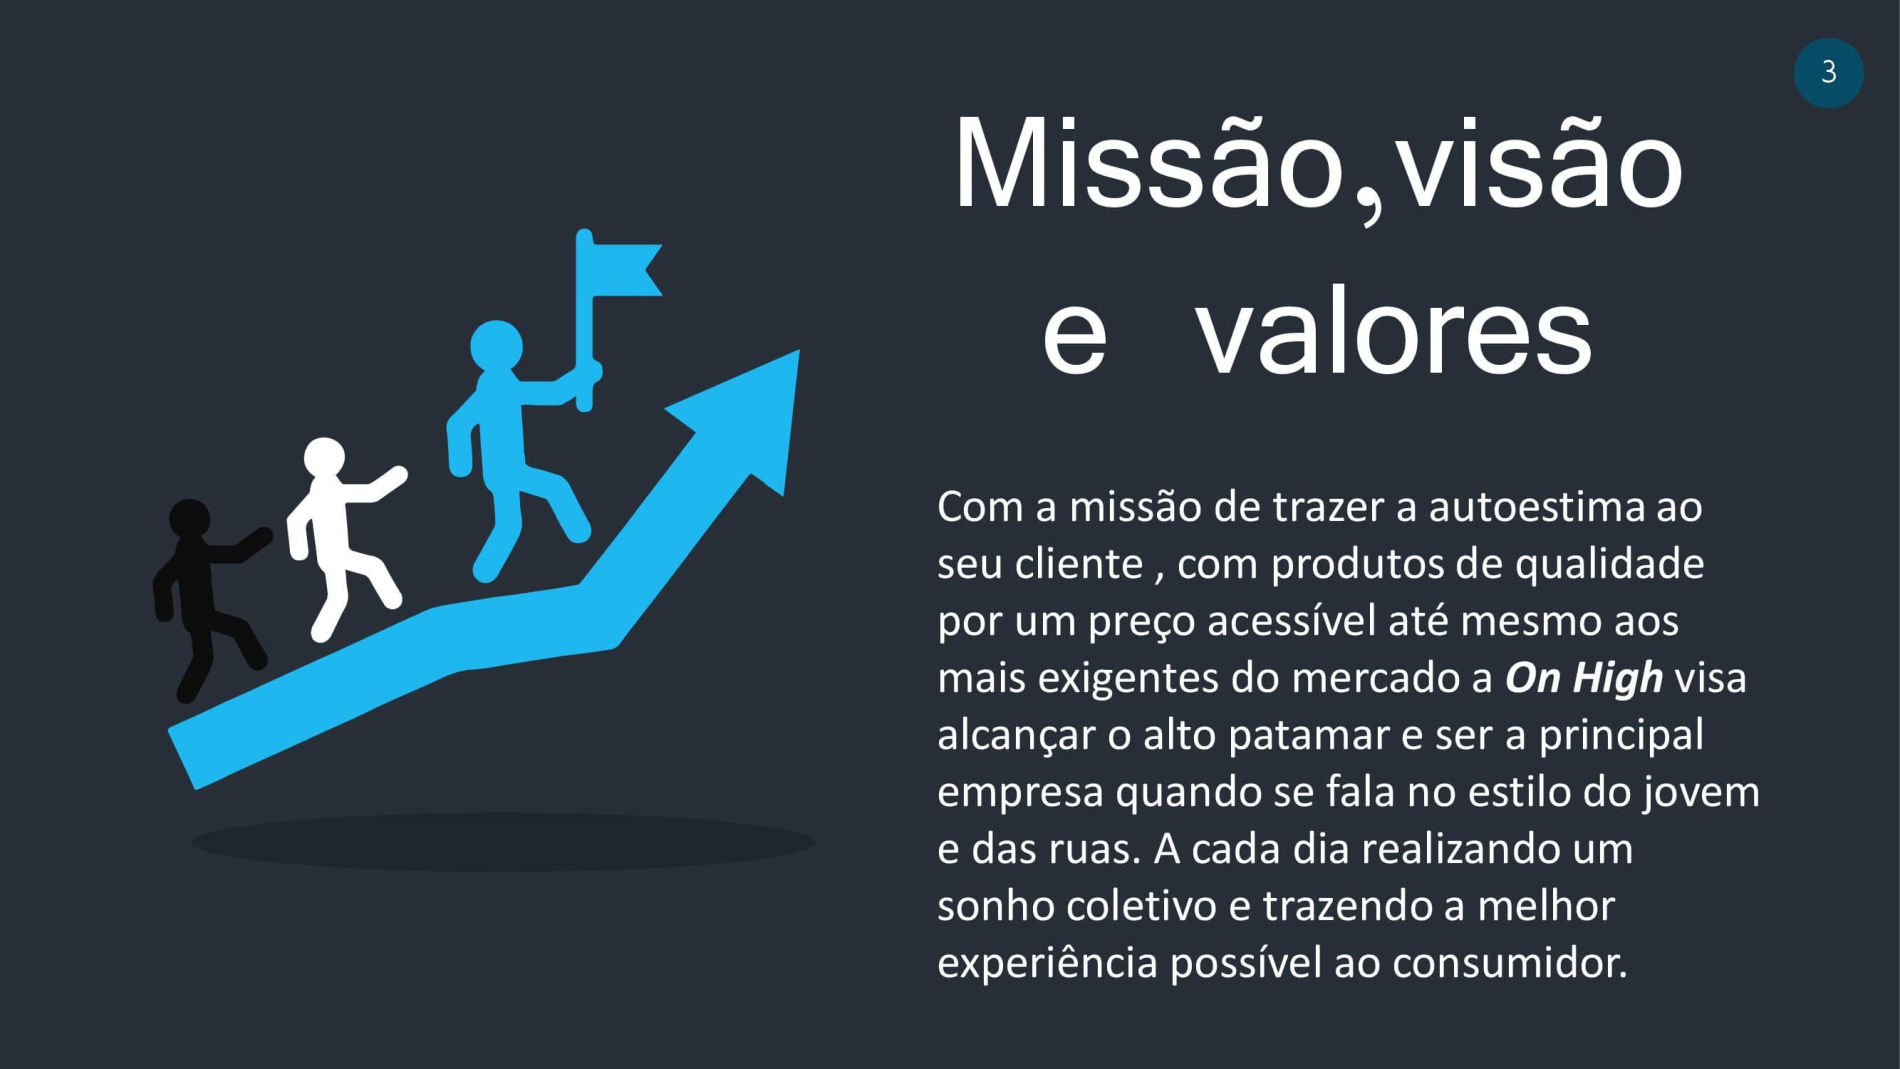 3
Missão,visão
e valores
Com a missão de trazer a autoestima ao
seu cliente , com produtos de qualidade
por um preço acessível até mesmo aos
mais exigentes do mercado a On High visa
alcançar o alto patamar e ser a principal
empresa quando se fala no estilo do jovem
e das ruas. A cada dia realizando um
sonho coletivo e trazendo a melhor
experiência possível ao consumidor.